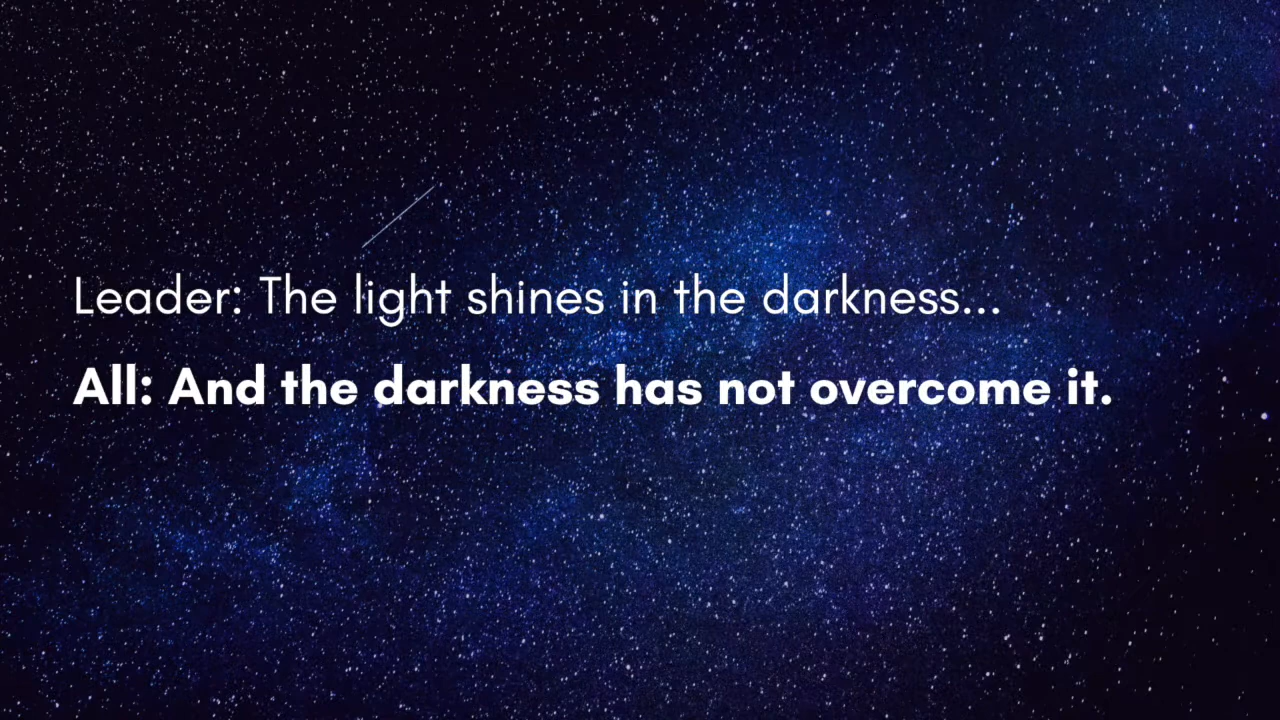 Leader: The light shines in the darkness...
All: And the darkness has not overcome it.